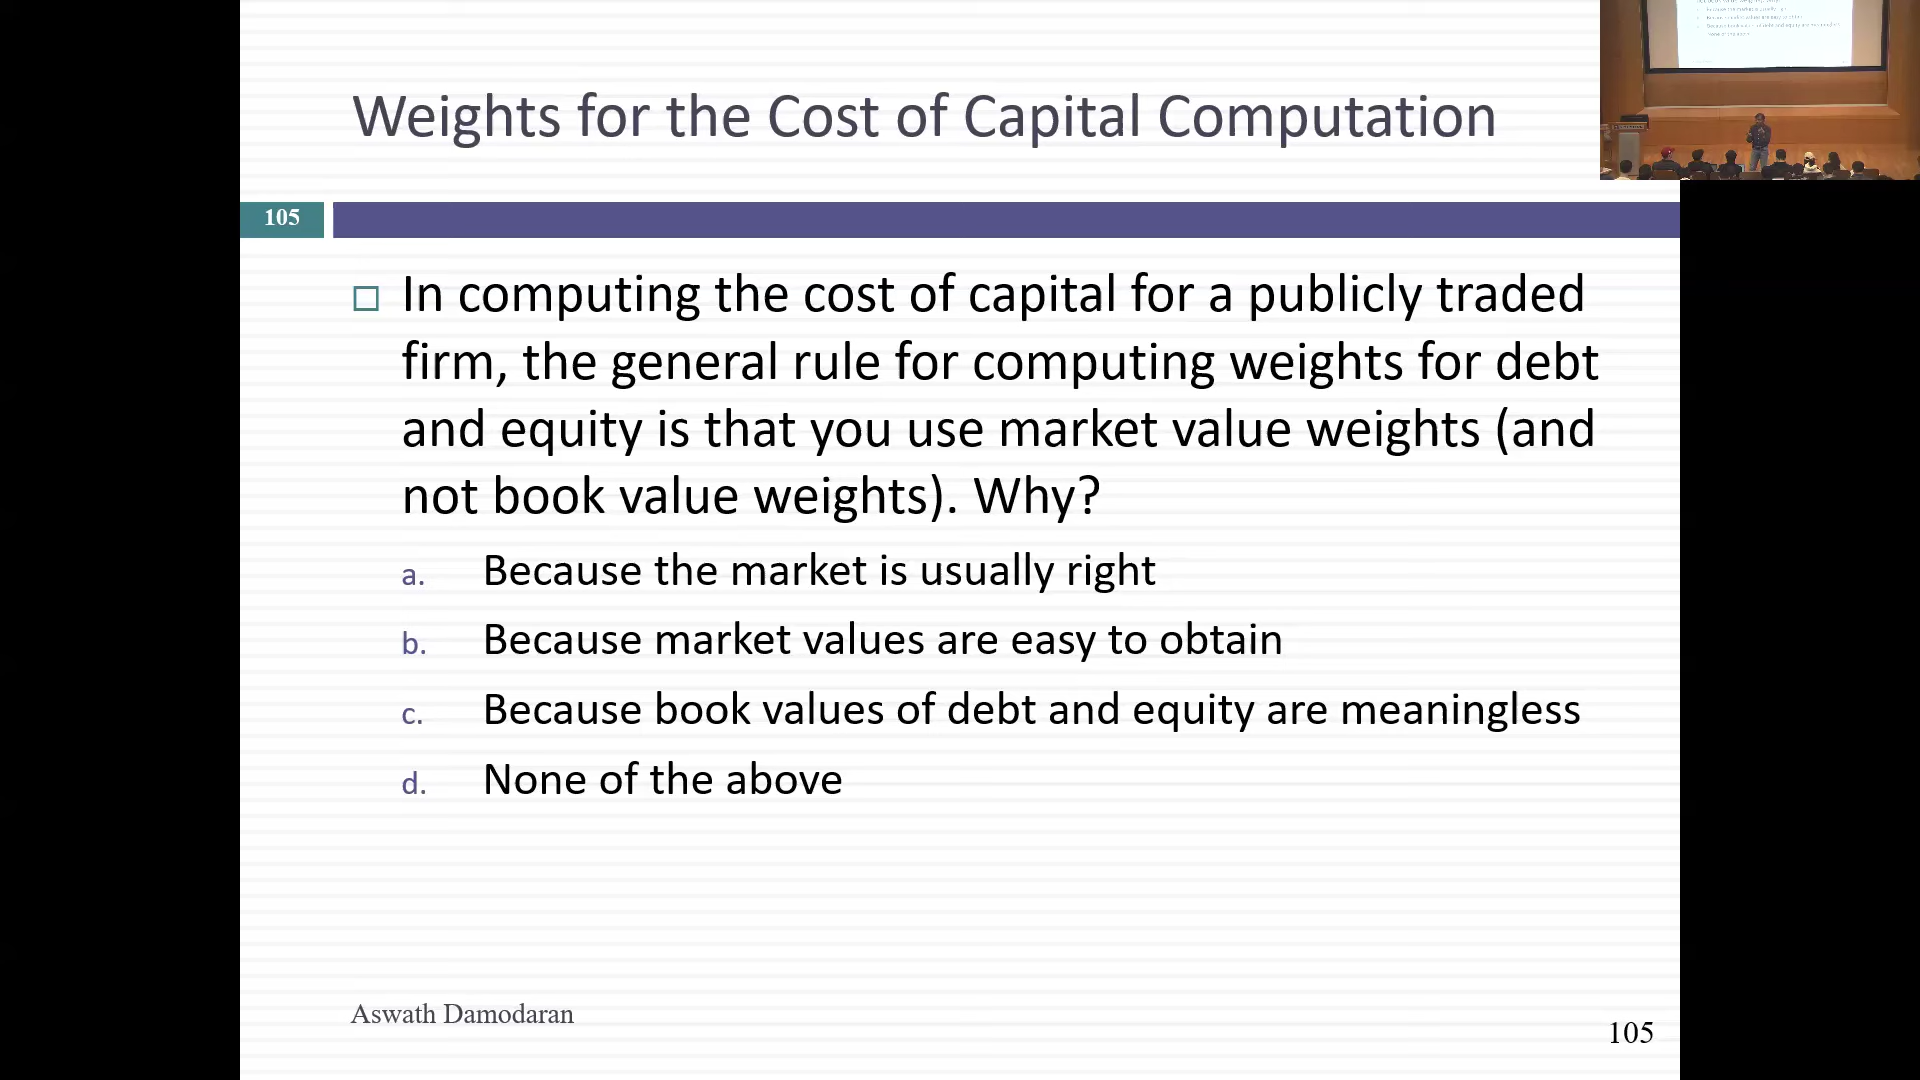 Weights for the Cost of Capital Computation
105
In computing the cost of capital for a publicly traded
firm, the general rule for computing weights for debt
and equity is that you use market value weights (and
not book value weights). Why?
a. Because the market is usually right
b. Because market values are easy to obtain
c. Because book values of debt and equity are meaningless
d. None of the above
Aswath Damodaran
105